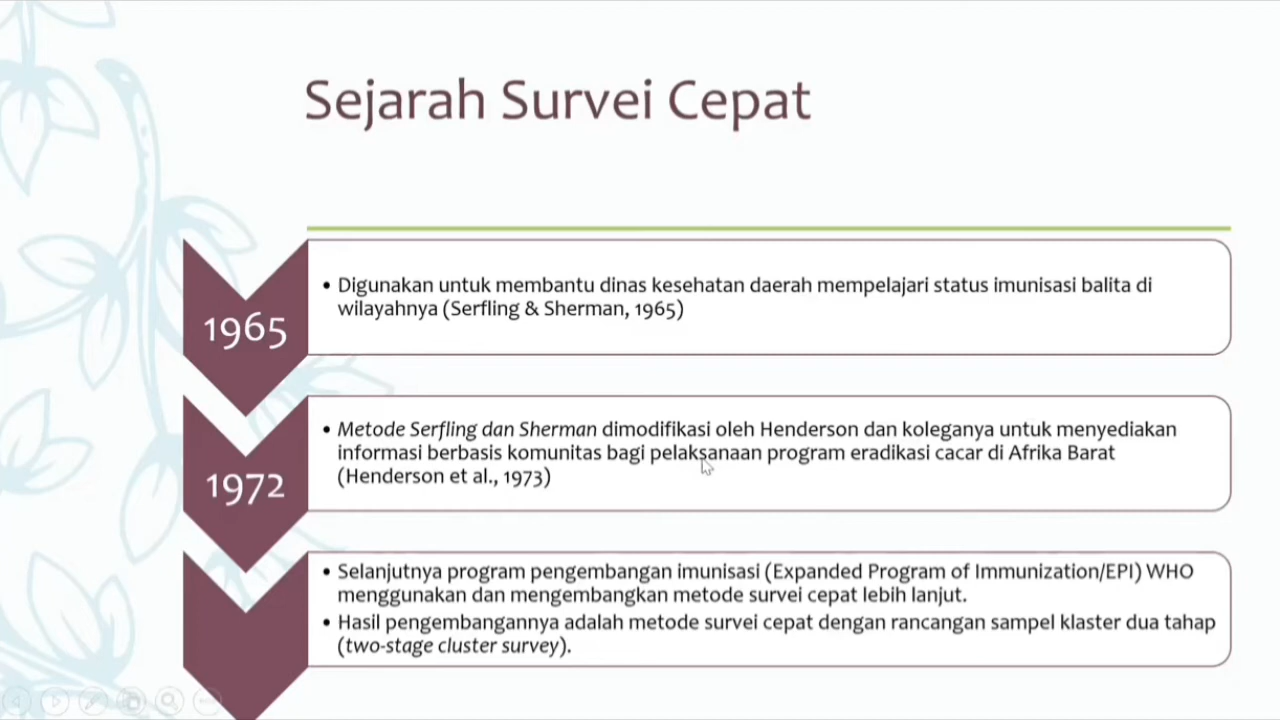 Sejarah Survei Cepat
1965
• Digunakan untuk membantu dinas kesehatan daerah mempelajari status imunisasi balita di
wilayahnya (Serfling & Sherman, 1965)
1972
• Metode Serfling dan Sherman dimodifikasi oleh Henderson dan koleganya untuk menyediakan
informasi berbasis komunitas bagi pelaksanaan program eradikasi cacar di Afrika Barat
(Henderson et al., 1973)
• Selanjutnya program pengembangan imunisasi (Expanded Program of Immunization/EPI) WHO
menggunakan dan mengembangkan metode survei cepat lebih lanjut.
• Hasil pengembangannya adalah metode survei cepat dengan rancangan sampel klaster dua tahap
(two-stage cluster survey).